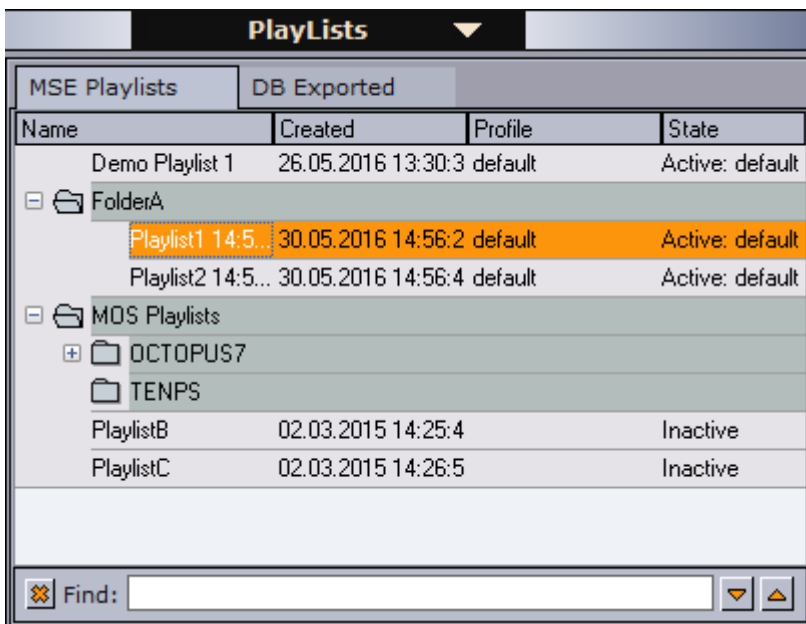 PlayLists
MSE Playlists DB Exported
Name Created Profile State
Demo Playlist 1 26.05.2016 13:30:3 default Active: default
FolderA
Playlist1 14:5... 30.05.2016 14:56:2 default Active: default
Playlist2 14:5... 30.05.2016 14:56:4 default Active: default
MOS Playlists
OCTOPUS7
TENPS
PlaylistB 02.03.2015 14:25:4 Inactive
PlaylistC 02.03.2015 14:26:5 Inactive
Find: